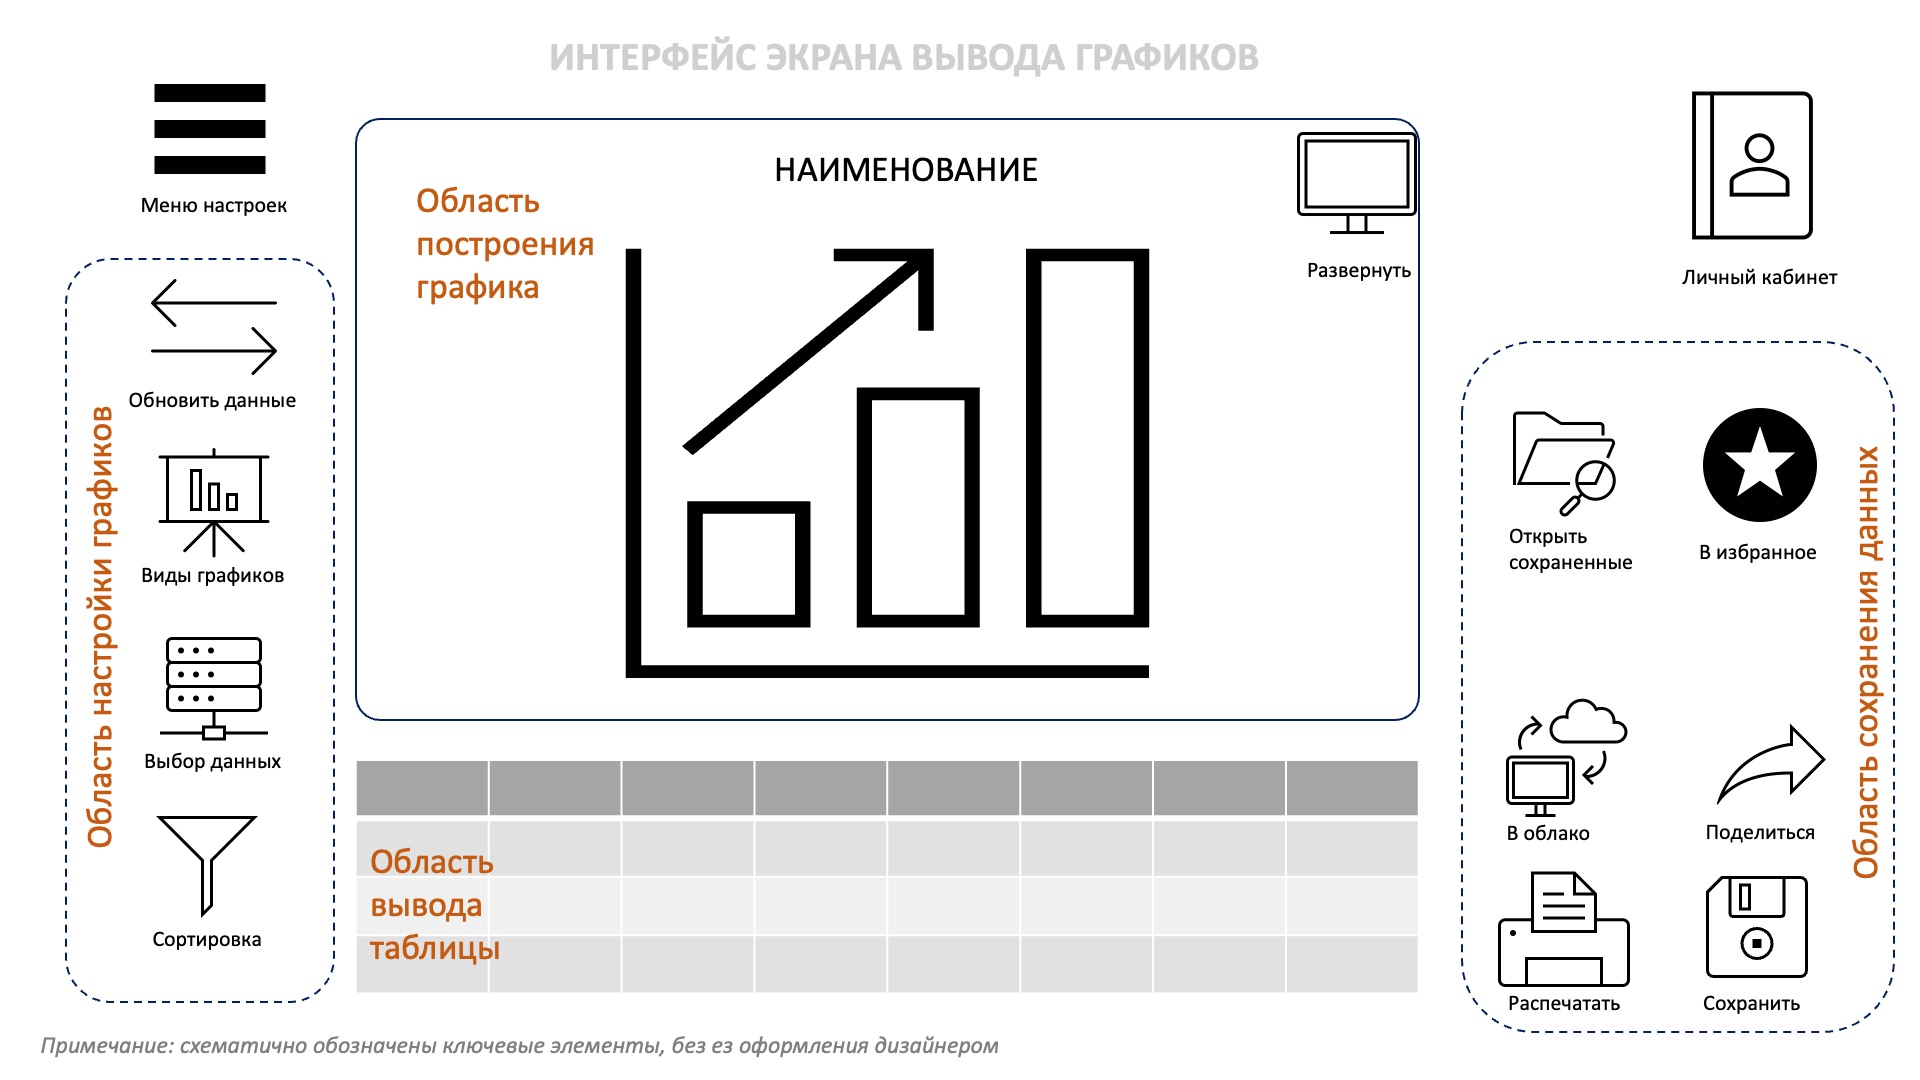 ИНТЕРФЕЙС ЭКРАНА ВЫВОДА ГРАФИКОВ
Меню настроек
Область настройки графиков
Обновить данные
Виды графиков
Выбор данных
Сортировка
НАИМЕНОВАНИЕ
Область
построения
графика
Развернуть
Область
вывода
таблицы
Личный кабинет
Открыть
сохраненные
В избранное
В облако
Поделиться
Распечатать
Сохранить
Область сохранения данных
Примечание: схематично обозначены ключевые элементы, без ез оформления дизайнером